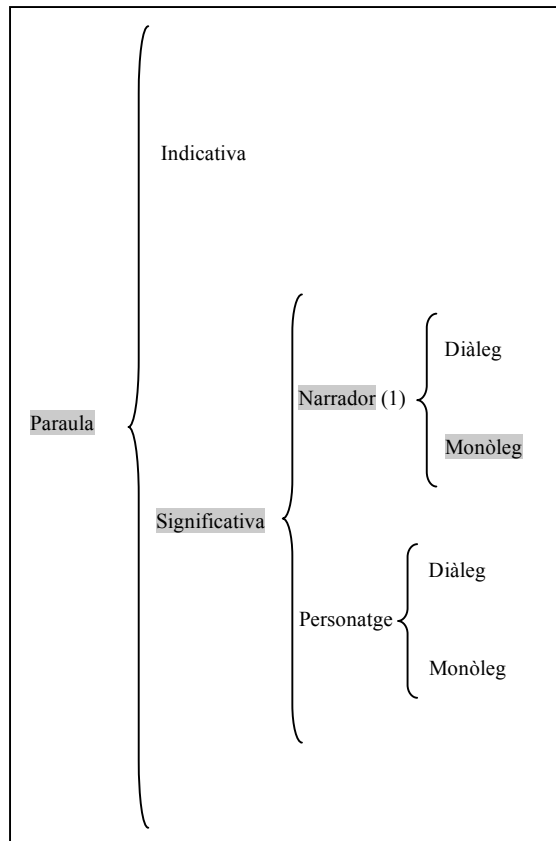 Indicativa
Diàleg
Narrador (1)
Paraula
Monòleg
Significativa
Diàleg
Personatge
Monòleg